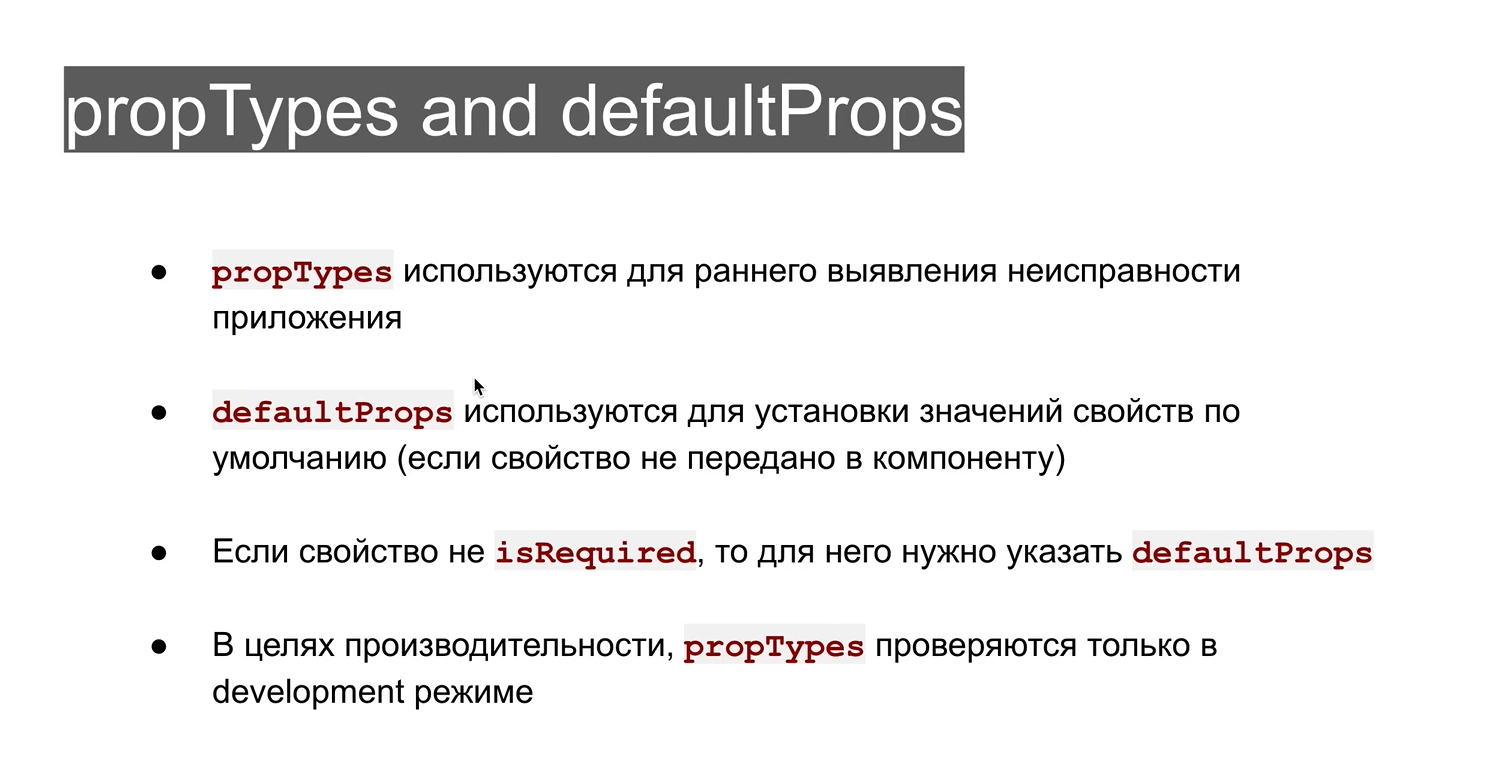 propTypes and defaultProps
● propTypes используются для раннего выявления неисправности
приложения
● defaultProps используются для установки значений свойств по
умолчанию (если свойство не передано в компоненту)
● Если свойство не isRequired, то для него нужно указать defaultProps
● В целях производительности, propTypes проверяются только в
development режиме